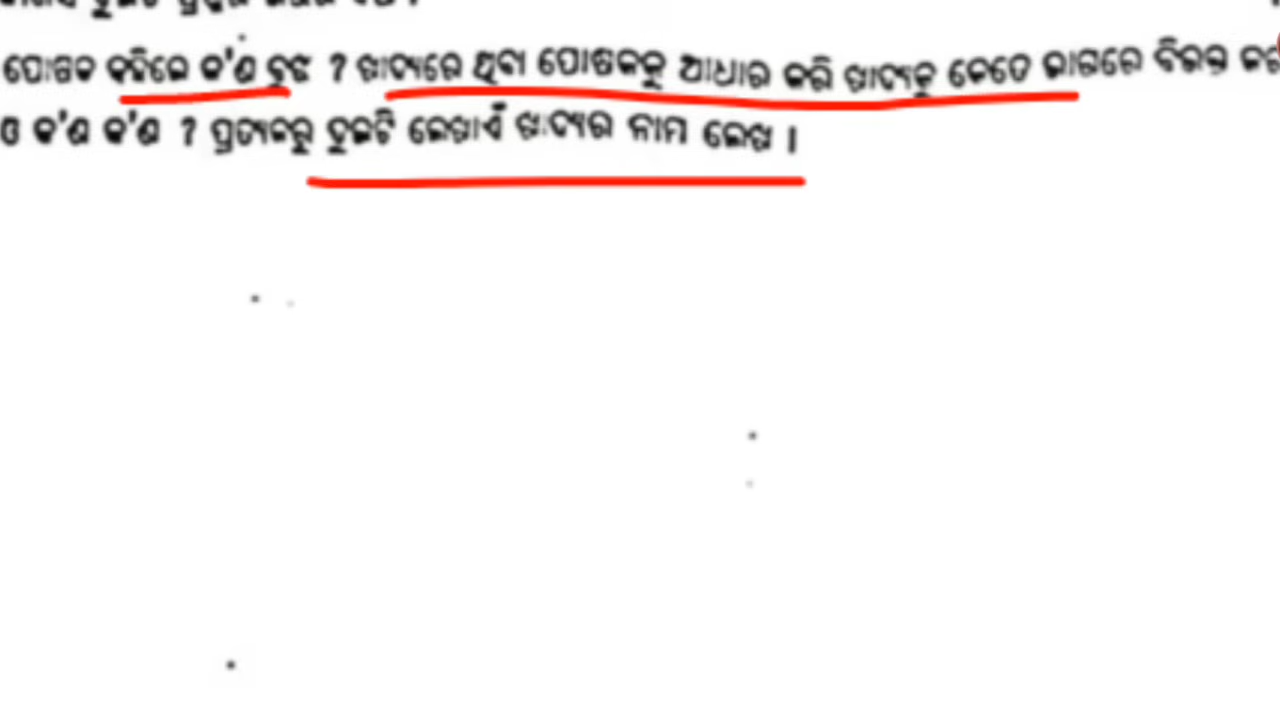 ପୋଷକ କହିଲେ କ'ଣ ବୁଝ ? ଖାଦ୍ୟରେ ଥିବା ପୋଷକକୁ ଆଧାର କରି ଖାଦ୍ୟକୁ କେତେ ଭାଗରେ ବିଭକ୍ତ
ଓ କ'ଣ କ'ଣ ? ପ୍ରତ୍ୟେକରୁ ଦୁଇଟି ଲେଖାଏଁ ଖାଦ୍ୟର ନାମ ଲେଖ ।